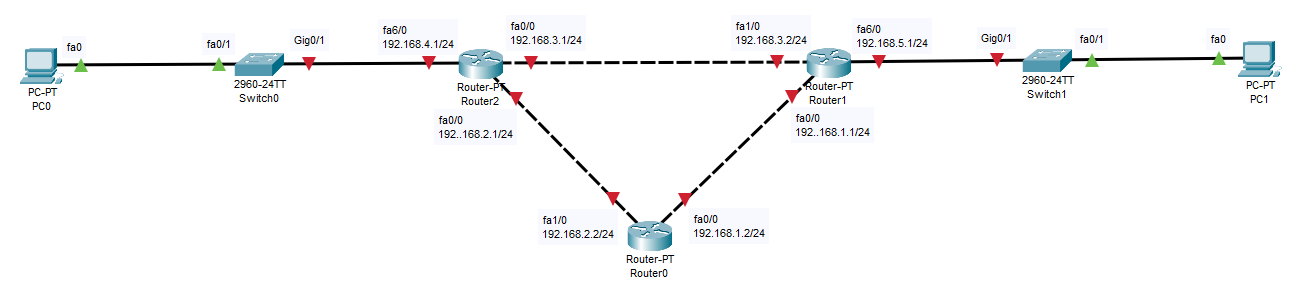 fa0
PC-PT
PC0
fa0/1
2960-24TT
Switch0
Gig0/1
fa6/0
192.168.4.1/24
fa0/0
192.168.3.1/24
Router-PT
Router2
fa0/0
192..168.2.1/24
fa1/0
192.168.3.2/24
fa6/0
192.168.5.1/24
Router-PT
Router1
fa0/0
192..168.1.1/24
Gig0/1
2960-24TT
Switch1
fa0/1
fa0
PC-PT
PC1
fa1/0
192.168.2.2/24
fa0/0
192.168.1.2/24
Router-PT
Router0